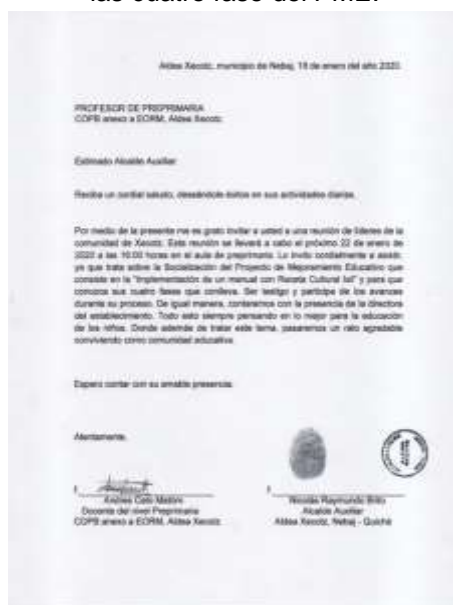 las cuatro fase del PME.
Aldea Xecotz, municipio de Nebaj, 18 de enero del año 2020.
PROFESOR DE PREPRIMARIA
COPB anexo a EORM, Aldea Xecotz
Estimado Alcalde Auxiliar
Reciba un cordial saludo, deseándole éxitos en sus actividades diarias.
Por medio de la presente me es grato invitar a usted a una reunión de líderes de la
comunidad de Xecotz. Esta reunión se llevará a cabo el próximo 22 de enero de
2020 a las 16:00 horas en el aula de preprimaria. Lo invito cordialmente a asistir,
ya que trata sobre la Socialización del Proyecto de Mejoramiento Educativo que
consiste en la "Implementación de un manual con Receta Cultural Ixil" y para que
conozca sus cuatro fases que conlleva. Ser testigo y partícipe de los avances
durante su proceso. De igual manera, contaremos con la presencia de la directora
del establecimiento. Todo esto siempre pensando en lo mejor para la educación
de los niños. Donde además de tratar este tema, pasaremos un rato agradable
conviviendo como comunidad educativa.
Espero contar con su amable presencia.
Atentamente.
f.
Andrés Ceto Matóm
Docente del nivel Preprimaria
COPB anexo a EORM, Aldea Xecotz
f.
Nicolás Raymundo Brito
Alcalde Auxiliar
Aldea Xecotz, Nebaj - Quiché